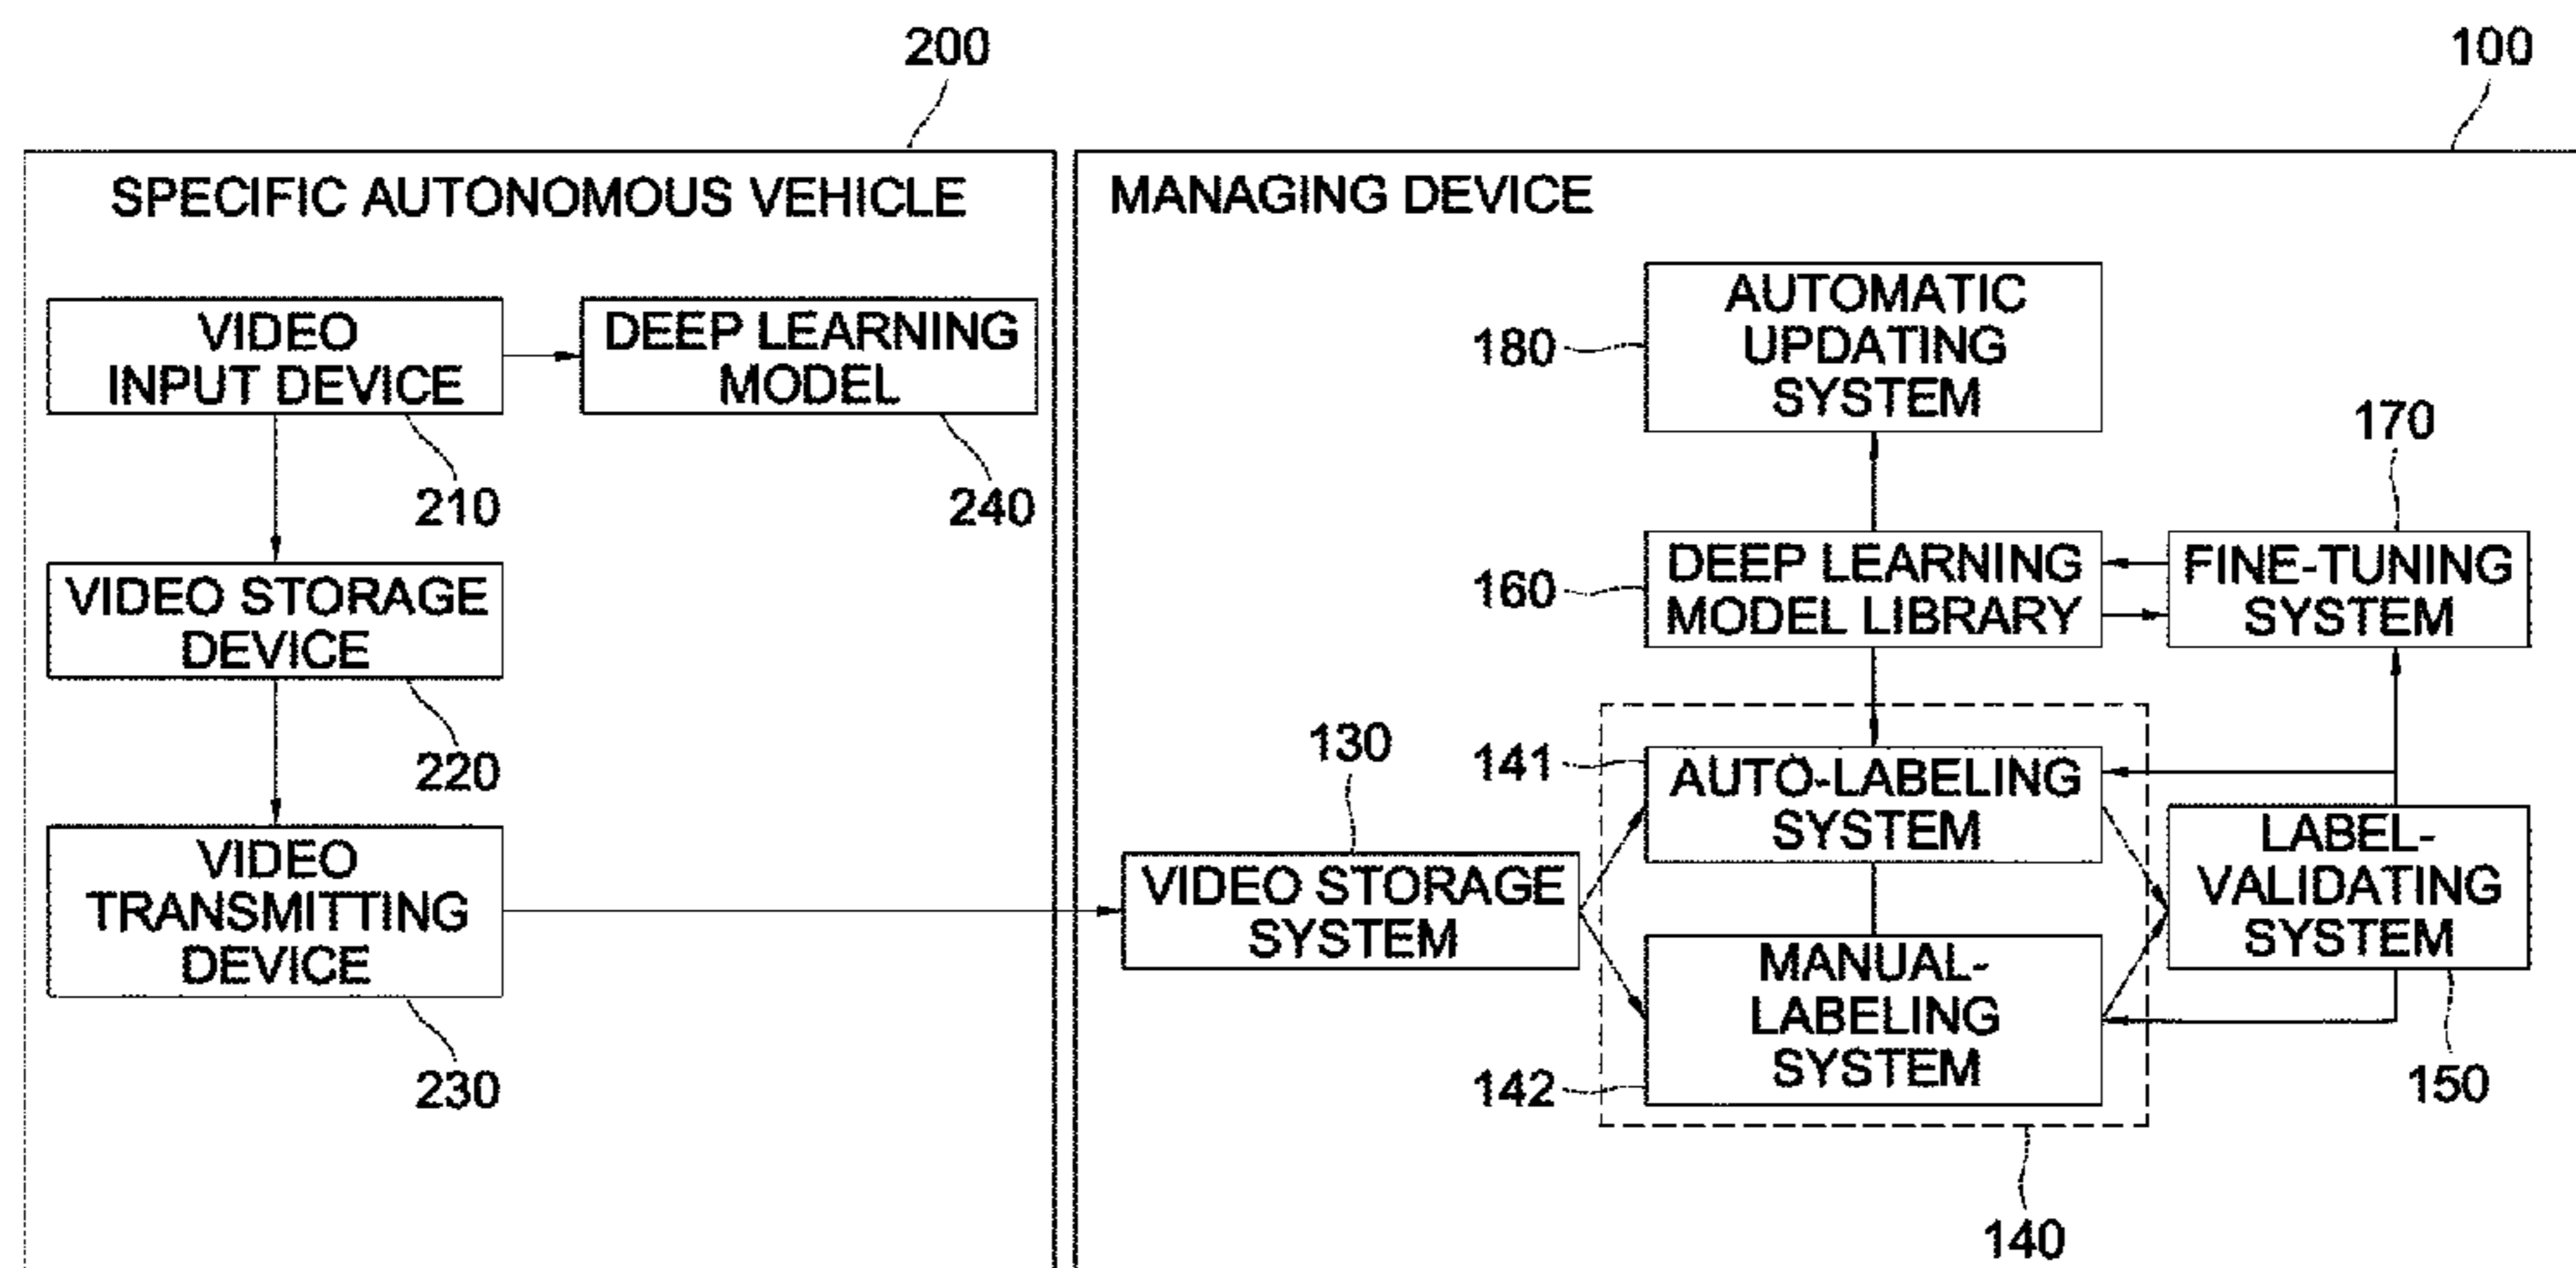 200
100
SPECIFIC AUTONOMOUS VEHICLE
VIDEO
INPUT DEVICE
DEEP LEARNING
MODEL
210
240
VIDEO STORAGE
DEVICE
220
VIDEO
TRANSMITTING
DEVICE
230
MANAGING DEVICE
AUTOMATIC
UPDATING
SYSTEM
180
170
160
DEEP LEARNING
MODEL LIBRARY
FINE-TUNING
SYSTEM
130
VIDEO STORAGE
SYSTEM
141
AUTO-LABELING
SYSTEM
LABEL-
VALIDATING
SYSTEM
MANUAL-
LABELING
SYSTEM
142
150
140